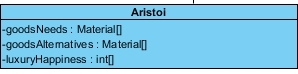 Aristoi
-goodsNeeds : Material[]
-goodsAlternatives : Material[]
-luxuryHappiness : int[]